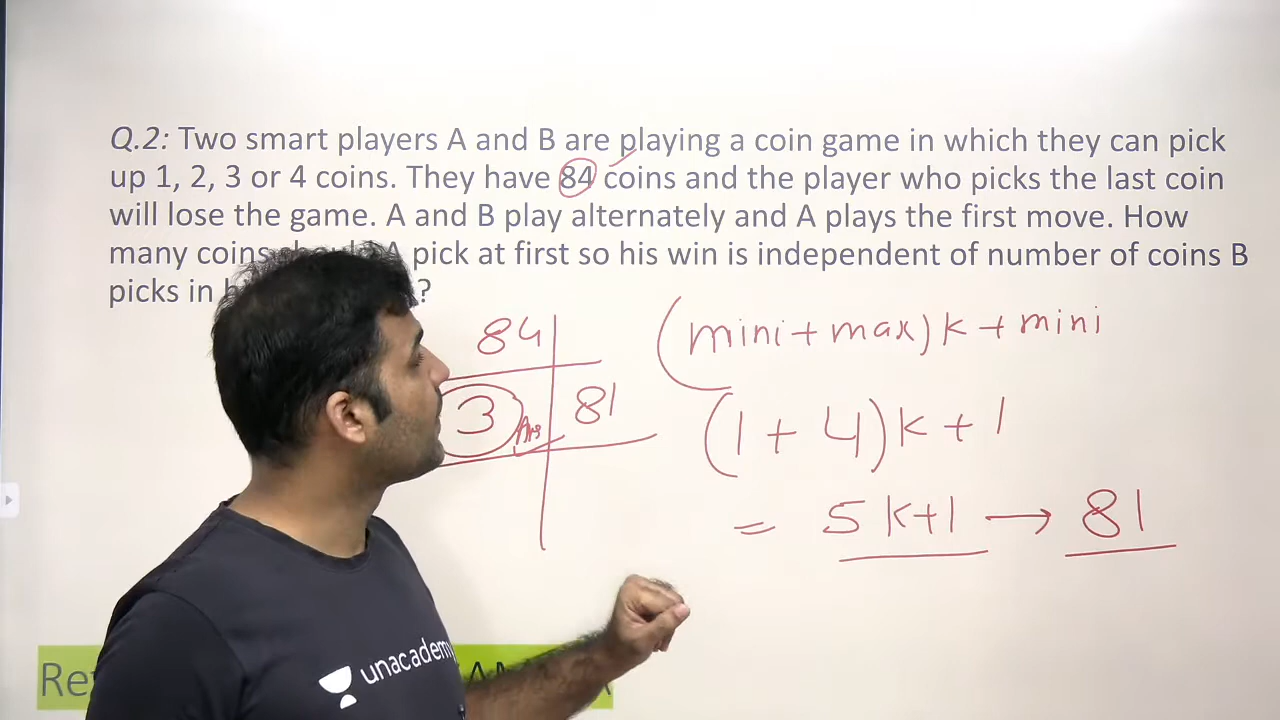 Q.2: Two smart players A and B are playing a coin game in which they can pick
up 1, 2, 3 or 4 coins. They have 84 coins and the player who picks the last coin
will lose the game. A and B play alternately and A plays the first move. How
many coins A pick at first so his win is independent of number of coins B
picks in ?
84
3 Ans 81
(mini + max) k + mini
(1 + 4) k + 1
= 5 k+1 → 81
unacademy